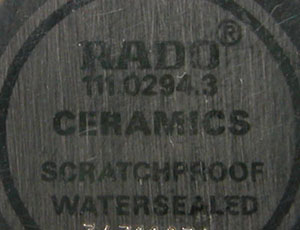 RADO®
111.0294.3
CERAMICS
SCRATCHPROOF
WATERSEALED